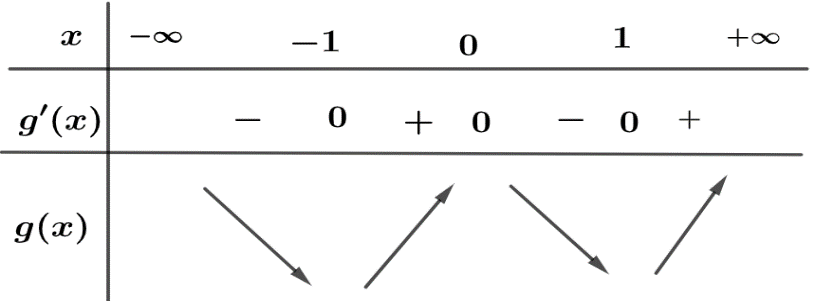 x −∞ −1 0 1 +∞
g′(x) − 0 + 0 − 0 +
g(x)